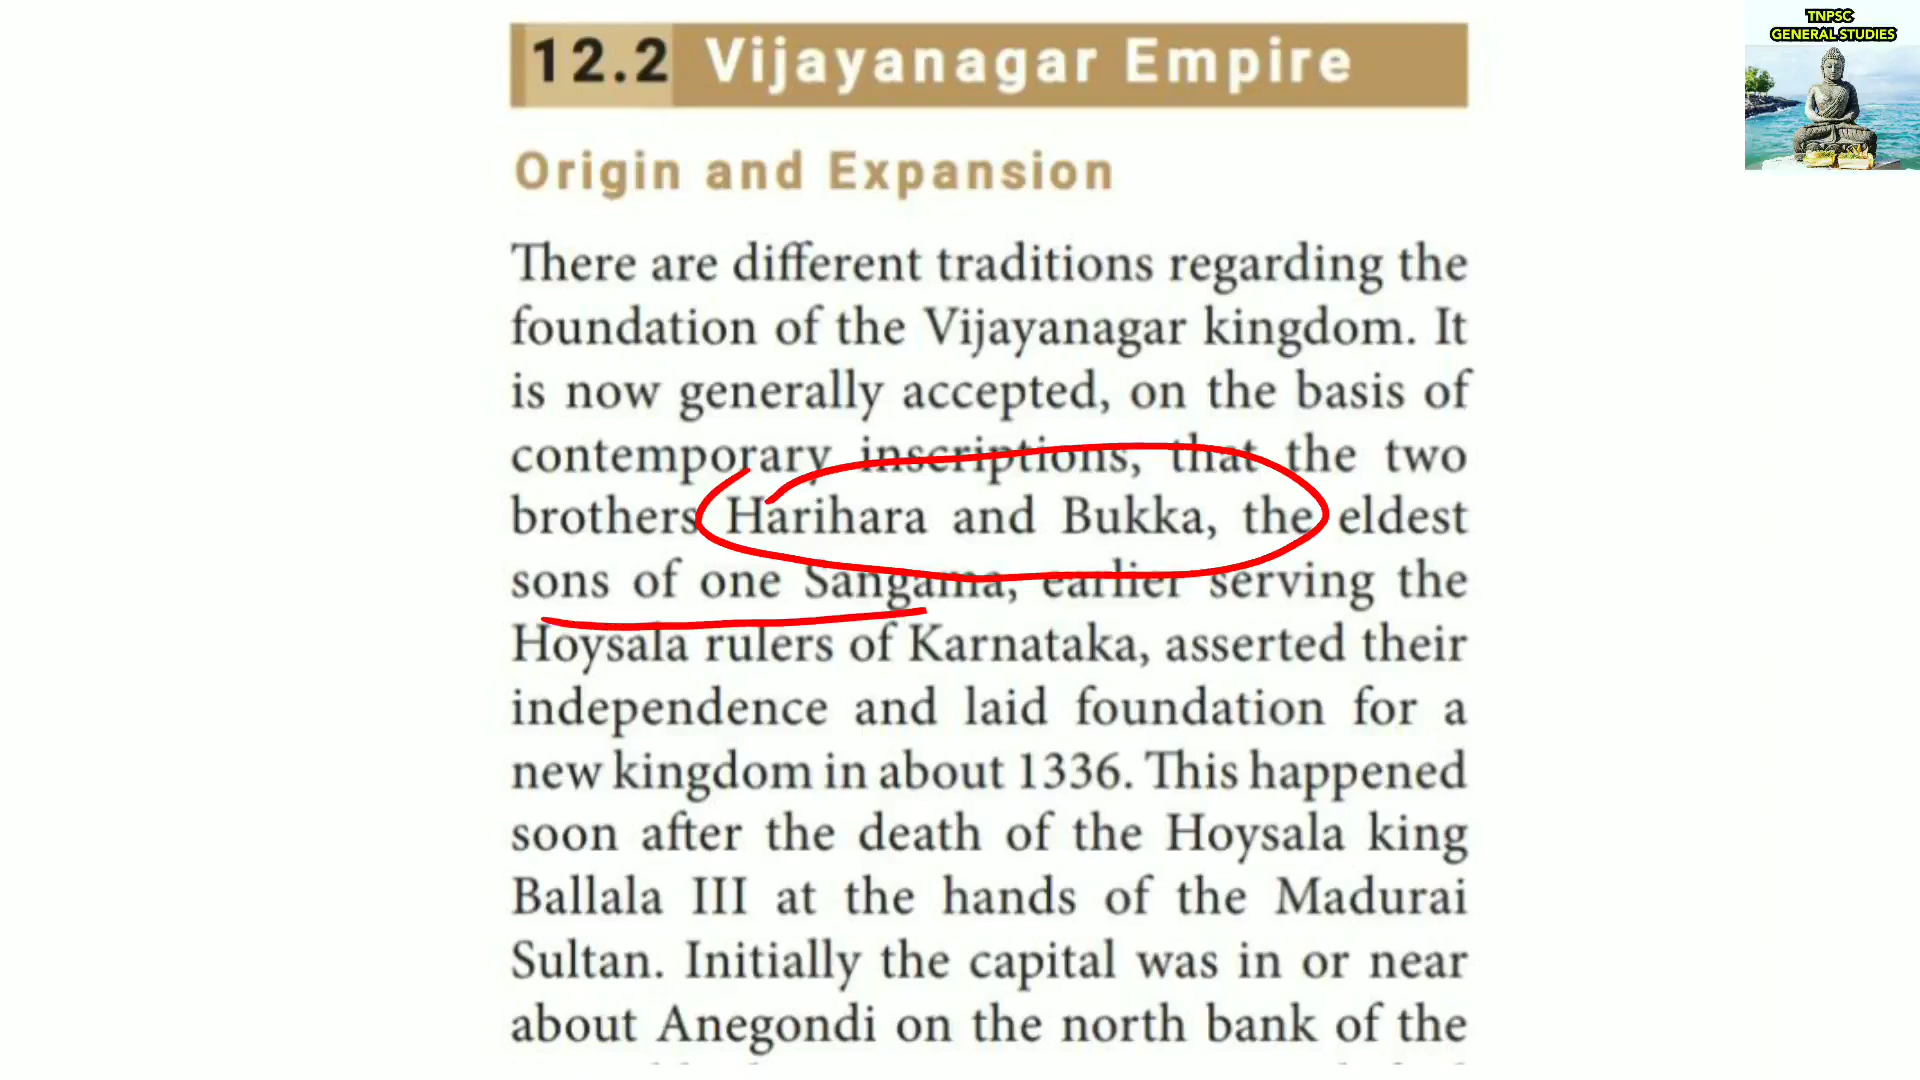 12.2 Vijayanagar Empire
TNPSC
GENERAL STUDIES
Origin and Expansion
There are different traditions regarding the
foundation of the Vijayanagar kingdom. It
is now generally accepted, on the basis of
contemporary inscriptions, that the two
brothers Harihara and Bukka, the eldest
sons of one Sangama, earlier serving the
Hoysala rulers of Karnataka, asserted their
independence and laid foundation for a
new kingdom in about 1336. This happened
soon after the death of the Hoysala king
Ballala III at the hands of the Madurai
Sultan. Initially the capital was in or near
about Anegondi on the north bank of the